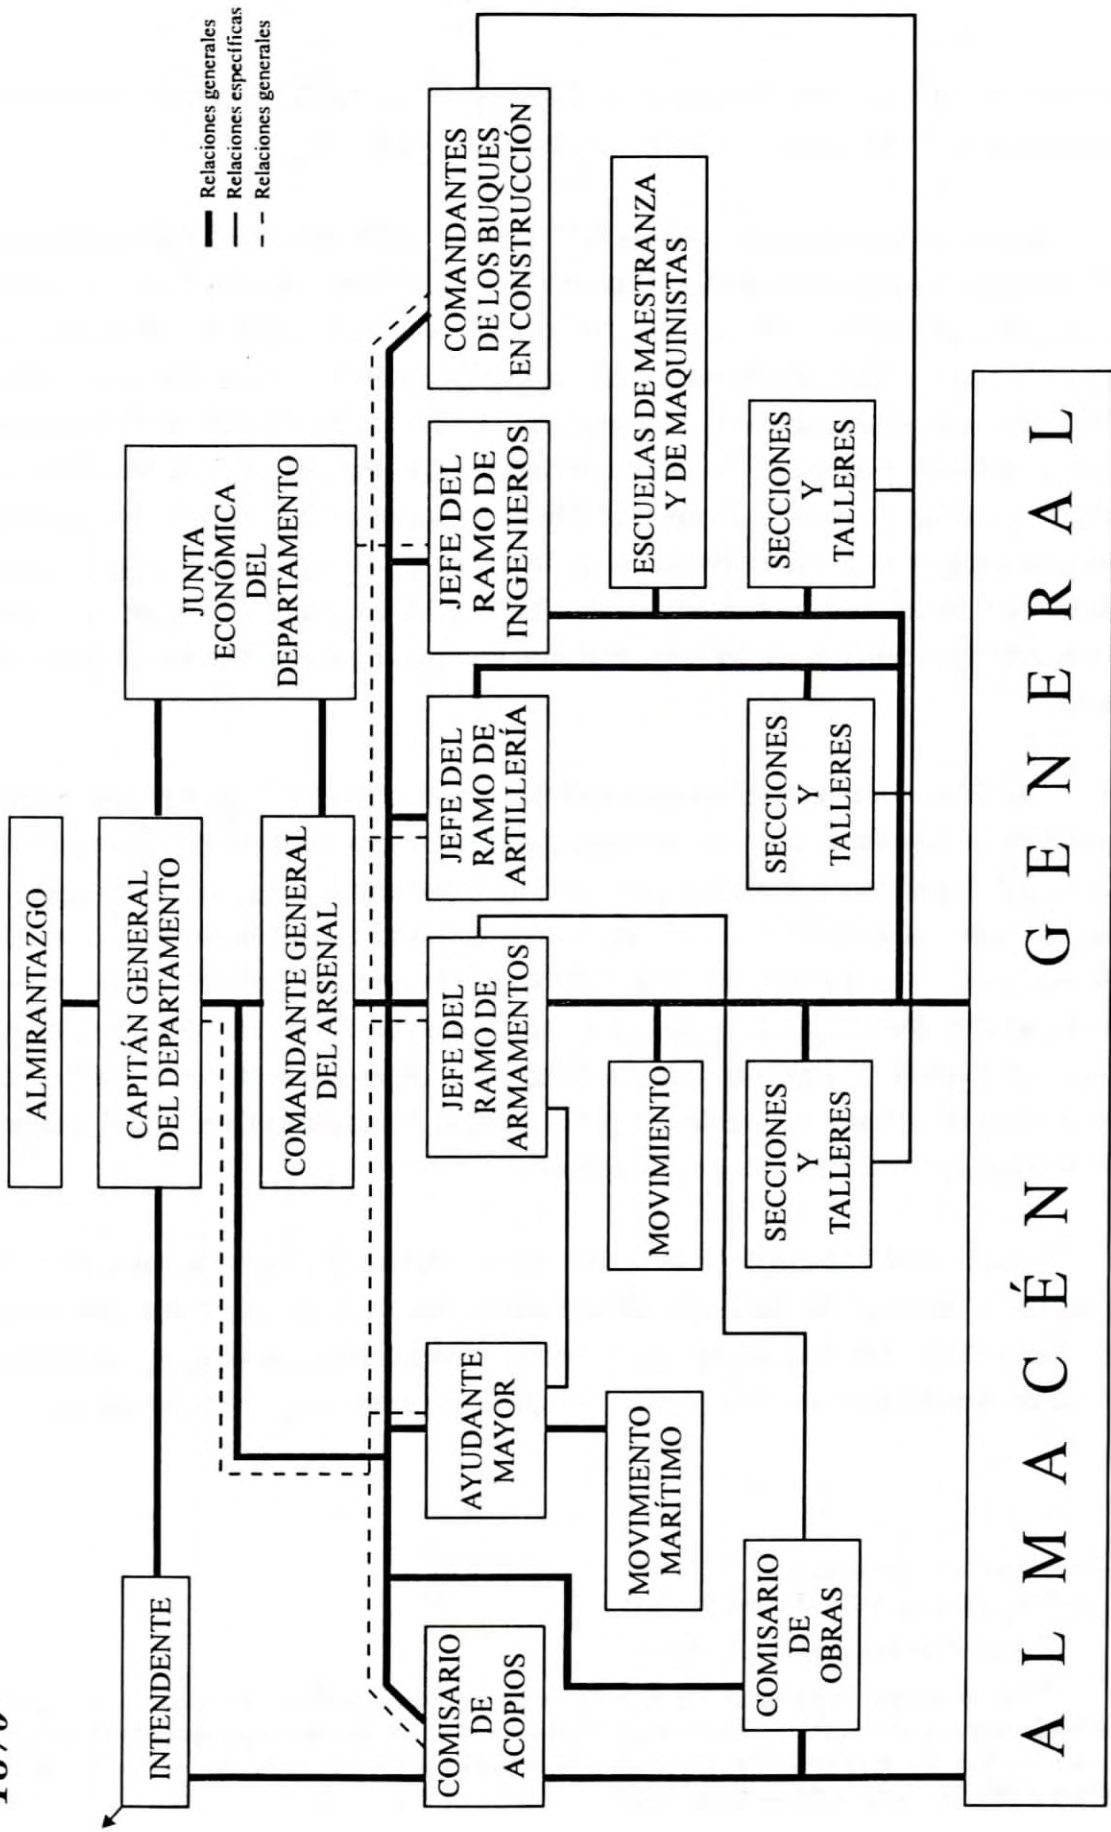 1870
Relaciones generales
Relaciones específicas
Relaciones generales
ALMIRANTAZGO
INTENDENTE
CAPITÁN GENERAL
DEL DEPARTAMENTO
JUNTA
ECONÓMICA
DEL
DEPARTAMENTO
COMANDANTE GENERAL
DEL ARSENAL
COMISARIO
DE
ACOPIOS
AYUDANTE
MAYOR
JEFE DEL
RAMO DE
ARMAMENTOS
JEFE DEL
RAMO DE
ARTILLERÍA
JEFE DEL
RAMO DE
INGENIEROS
COMANDANTES
DE LOS BUQUES
EN CONSTRUCCIÓN
MOVIMIENTO
MARÍTIMO
MOVIMIENTO
ESCUELAS DE MAESTRANZA
Y DE MAQUINISTAS
COMISARIO
DE
OBRAS
SECCIONES
Y
TALLERES
SECCIONES
Y
TALLERES
SECCIONES
Y
TALLERES
ALMACÉN GENERAL